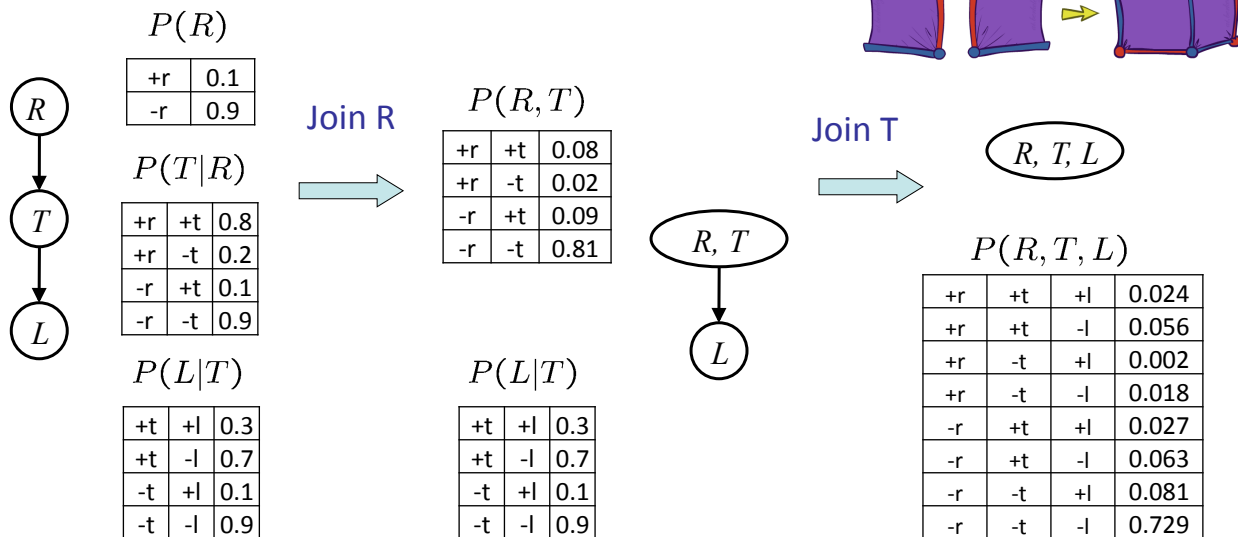 P(R)
+r 0.1
-r 0.9
R
T
L
P(T|R)
+r +t 0.8
+r -t 0.2
-r +t 0.1
-r -t 0.9
P(L|T)
+t +l 0.3
+t -l 0.7
-t +l 0.1
-t -l 0.9
Join R
P(R, T)
+r +t 0.08
+r -t 0.02
-r +t 0.09
-r -t 0.81
P(L|T)
+t +l 0.3
+t -l 0.7
-t +l 0.1
-t -l 0.9
R, T
L
Join T
R, T, L
P(R, T, L)
+r +t +l 0.024
+r +t -l 0.056
+r -t +l 0.002
+r -t -l 0.018
-r +t +l 0.027
-r +t -l 0.063
-r -t +l 0.081
-r -t -l 0.729